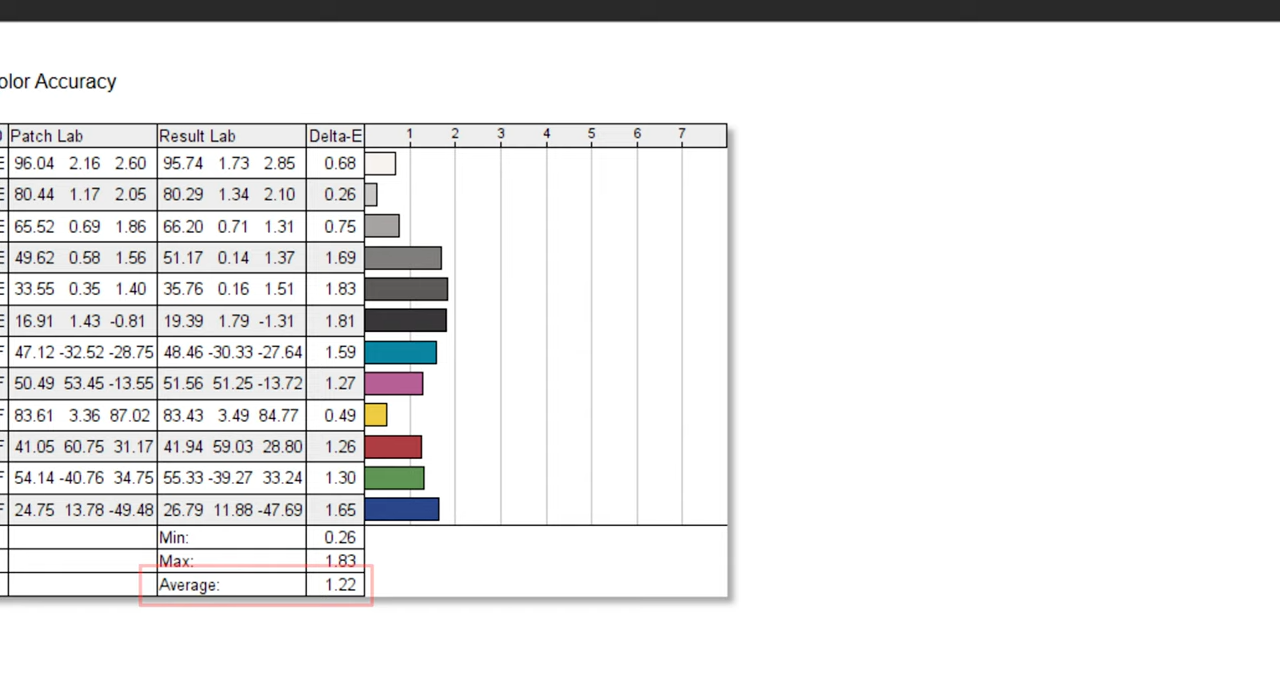 olor Accuracy
Patch Lab Result Lab Delta-E 1 2 3 4 5 6 7
E 96.04 2.16 2.60 95.74 1.73 2.85 0.68
E 80.44 1.17 2.05 80.29 1.34 2.10 0.26
E 65.52 0.69 1.86 66.20 0.71 1.31 0.75
E 49.62 0.58 1.56 51.17 0.14 1.37 1.69
E 33.55 0.35 1.40 35.76 0.16 1.51 1.83
E 16.91 1.43 -0.81 19.39 1.79 -1.31 1.81
F 47.12 -32.52 -28.75 48.46 -30.33 -27.64 1.59
F 50.49 53.45 -13.55 51.56 51.25 -13.72 1.27
F 83.61 3.36 87.02 83.43 3.49 84.77 0.49
F 41.05 60.75 31.17 41.94 59.03 28.80 1.26
F 54.14 -40.76 34.75 55.33 -39.27 33.24 1.30
F 24.75 13.78 -49.48 26.79 11.88 -47.69 1.65
Min: 0.26
Max: 1.83
Average: 1.22